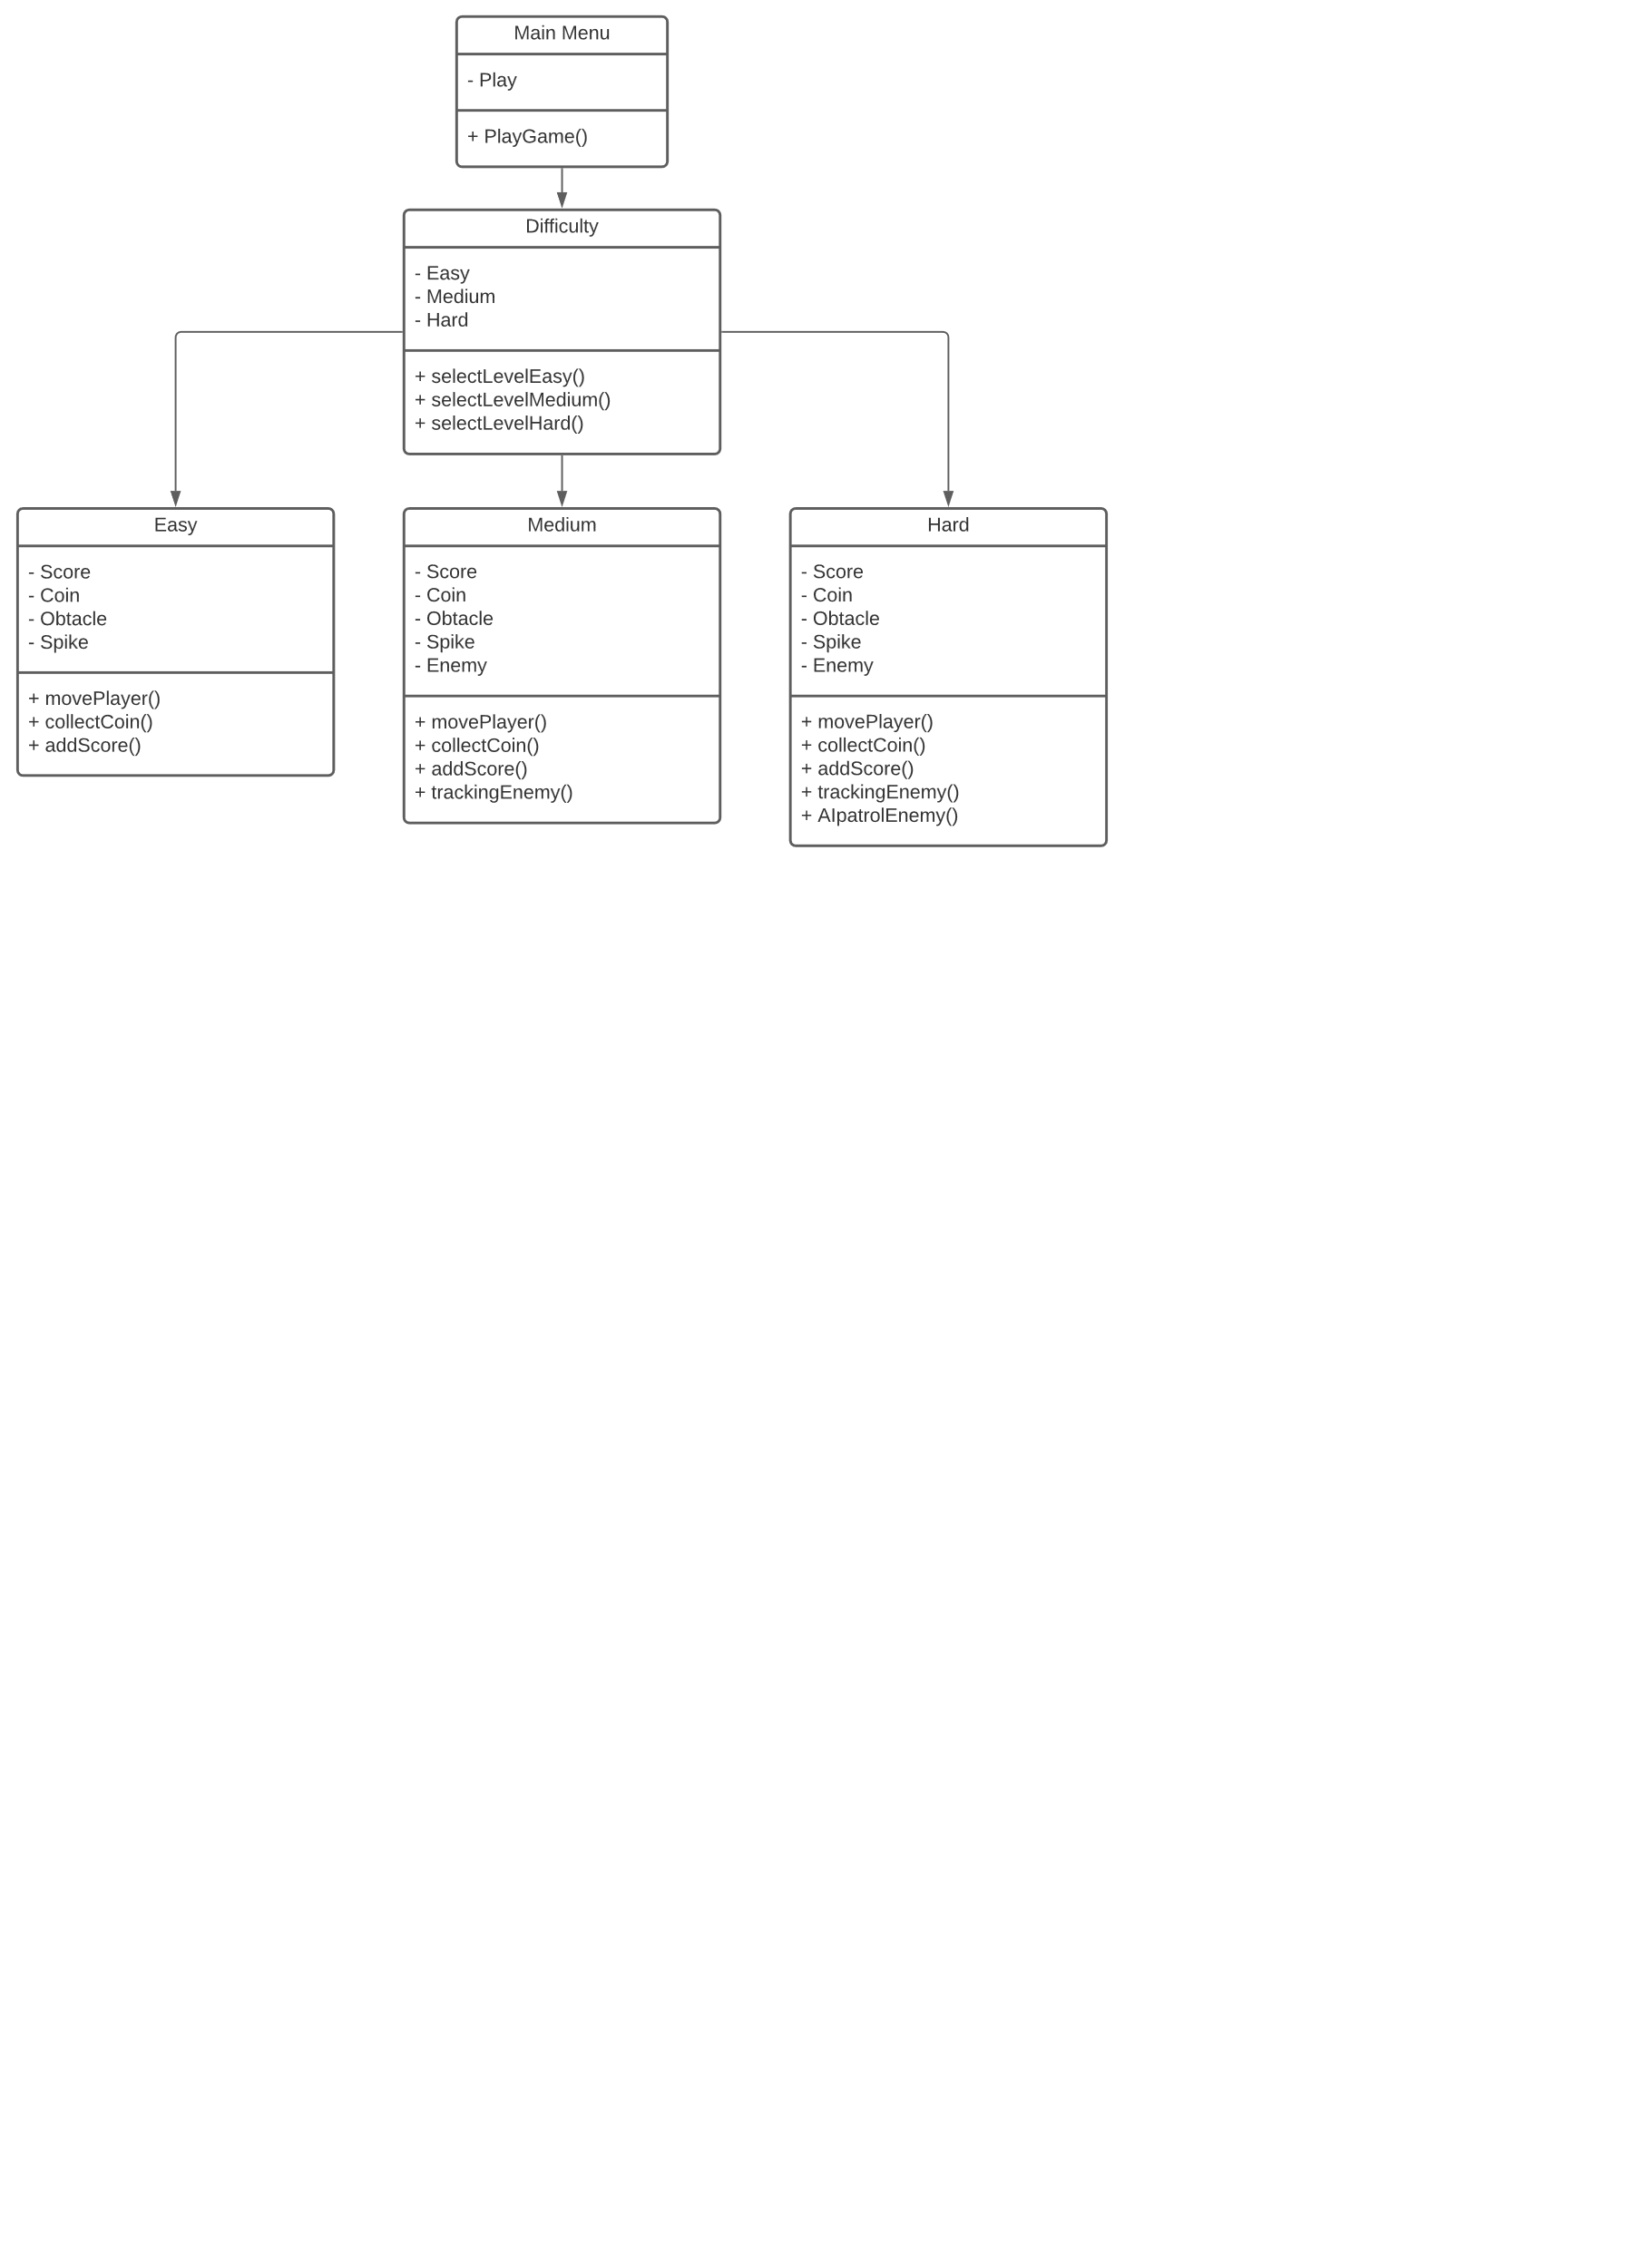 Main Menu
- Play
+ PlayGame()
Difficulty
- Easy
- Medium
- Hard
+ selectLevelEasy()
+ selectLevelMedium()
+ selectLevelHard()
Easy
- Score
- Coin
- Obtacle
- Spike
+ movePlayer()
+ collectCoin()
+ addScore()
Medium
- Score
- Coin
- Obtacle
- Spike
- Enemy
+ movePlayer()
+ collectCoin()
+ addScore()
+ trackingEnemy()
Hard
- Score
- Coin
- Obtacle
- Spike
- Enemy
+ movePlayer()
+ collectCoin()
+ addScore()
+ trackingEnemy()
+ AIpatrolEnemy()